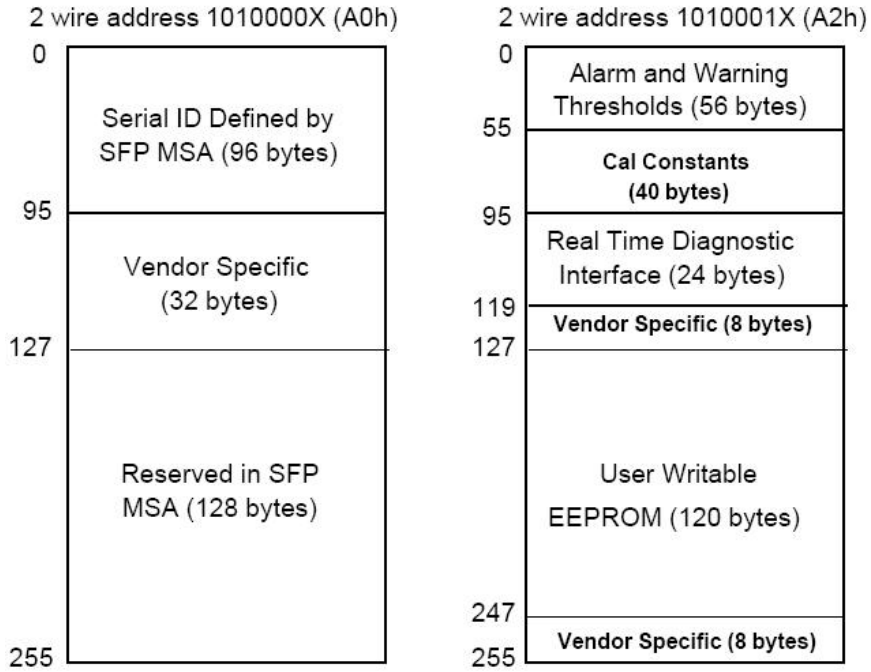 2 wire address 1010000X (A0h)
0
Serial ID Defined by
SFP MSA (96 bytes)
95
Vendor Specific
(32 bytes)
127
Reserved in SFP
MSA (128 bytes)
255
2 wire address 1010001X (A2h)
0
Alarm and Warning
Thresholds (56 bytes)
55
Cal Constants
(40 bytes)
95
Real Time Diagnostic
Interface (24 bytes)
119
Vendor Specific (8 bytes)
127
User Writable
EEPROM (120 bytes)
247
Vendor Specific (8 bytes)
255